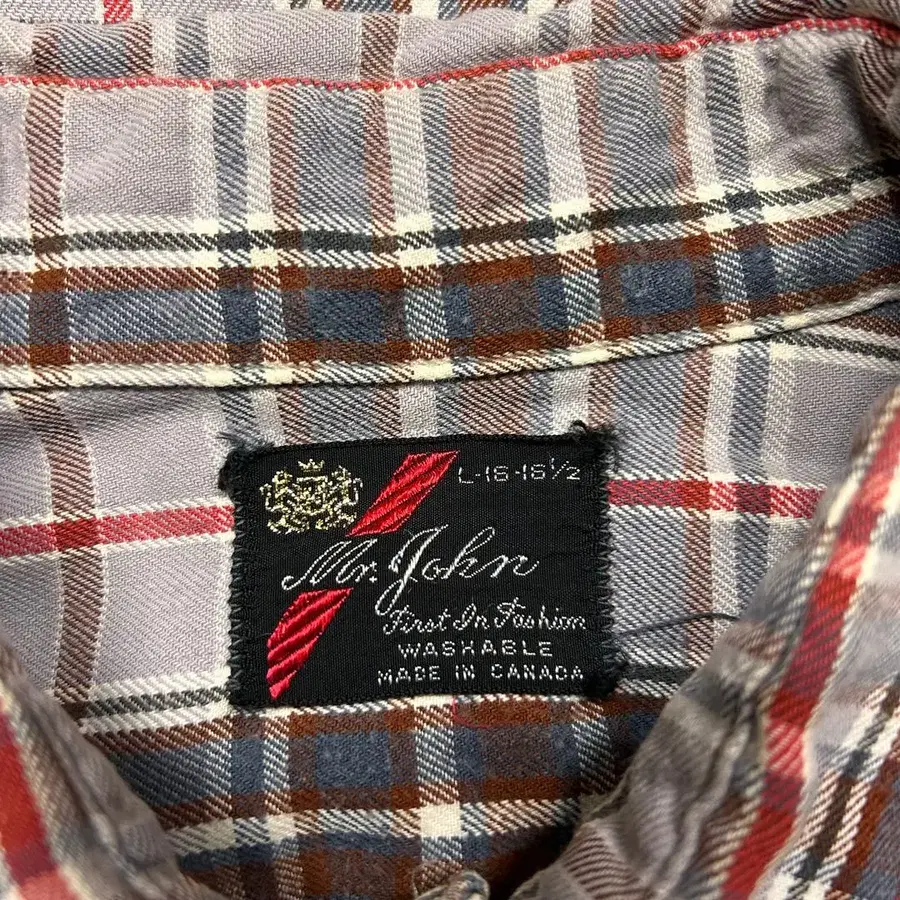 L-16-16½
Mr. John
First In Fashion
WASHABLE
MADE IN CANADA